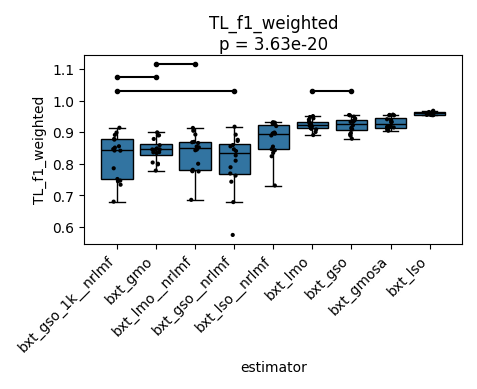 TL_f1_weighted
p = 3.63e-20
TL_f1_weighted
1.1
1.0
0.9
0.8
0.7
0.6
bxt_gso_1k__nrlmf
bxt_gmo
bxt_lmo__nrlmf
bxt_gso__nrlmf
bxt_lso__nrlmf
bxt_lmo
bxt_gso
bxt_gmosa
bxt_lso
estimator